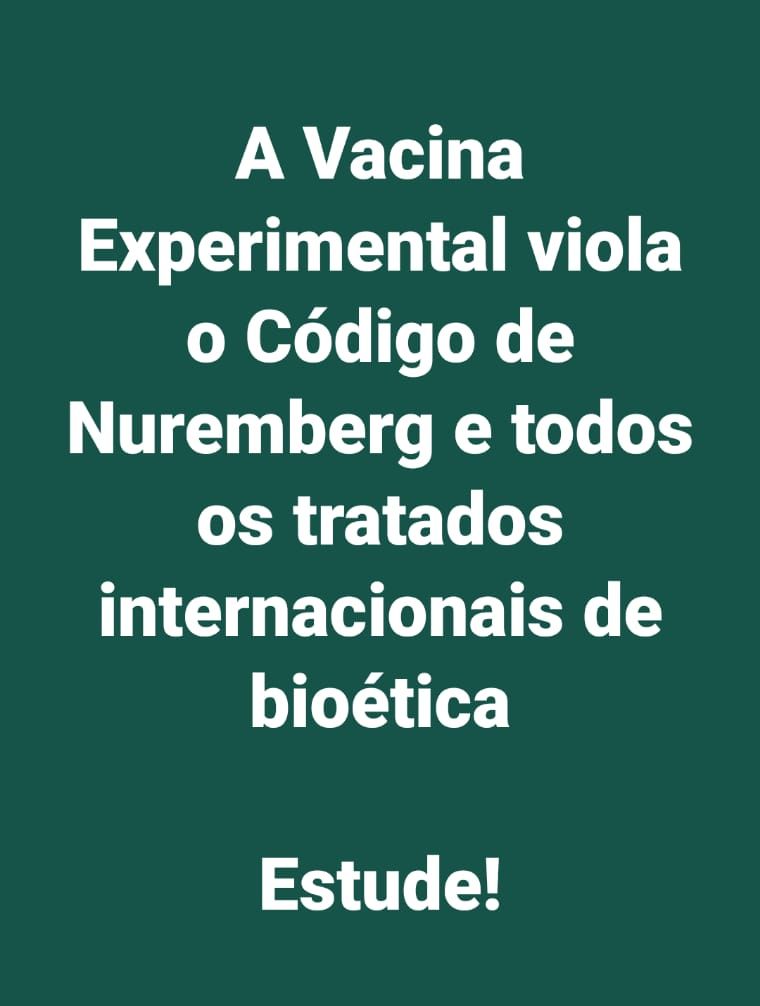 A Vacina
Experimental viola
o Código de
Nuremberg e todos
os tratados
internacionais de
bioética
Estude!